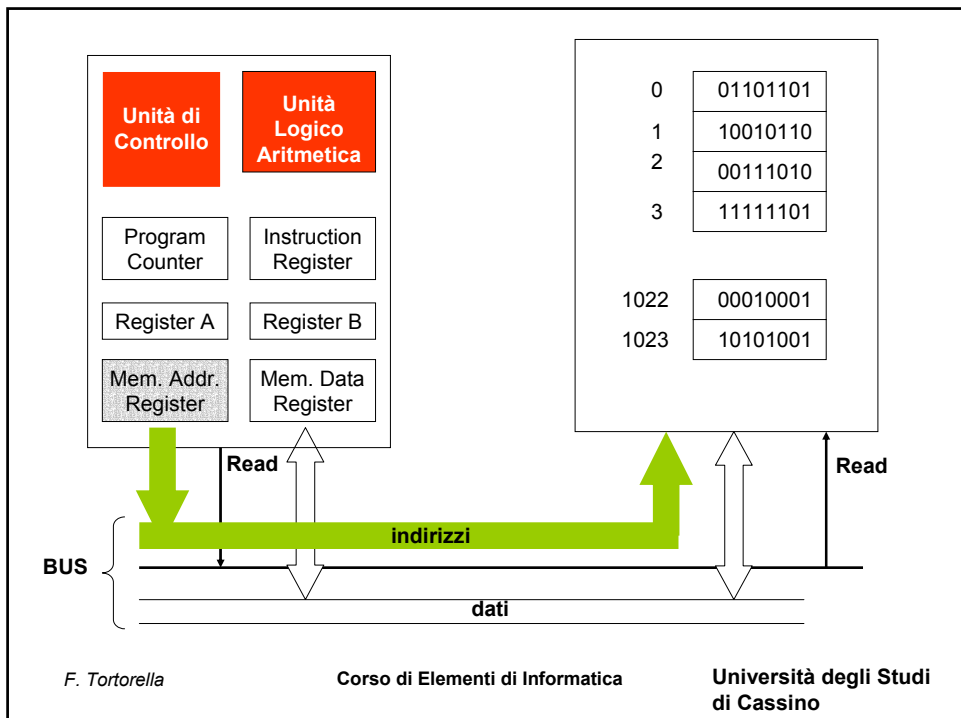 Unità di
Controllo
Unità
Logico
Aritmetica
Program
Counter
Instruction
Register
Register A
Register B
Mem. Addr.
Register
Mem. Data
Register
0 01101101
1 10010110
2 00111010
3 11111101
1022 00010001
1023 10101001
Read
Read
indirizzi
BUS
dati
F. Tortorella
Corso di Elementi di Informatica
Università degli Studi
di Cassino